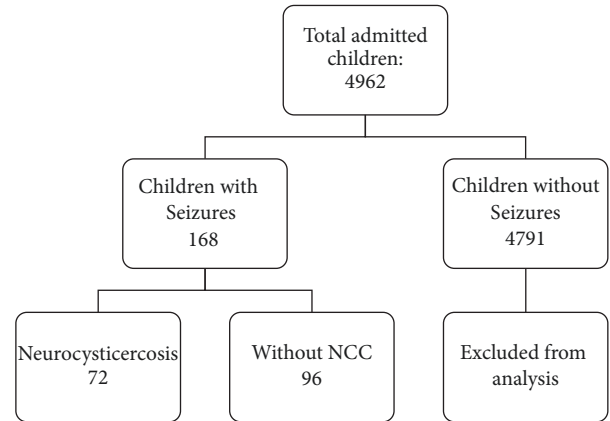 Total admitted
children:
4962
Children with
Seizures
168
Children without
Seizures
4791
Neurocysticercosis
72
Without NCC
96
Excluded from
analysis